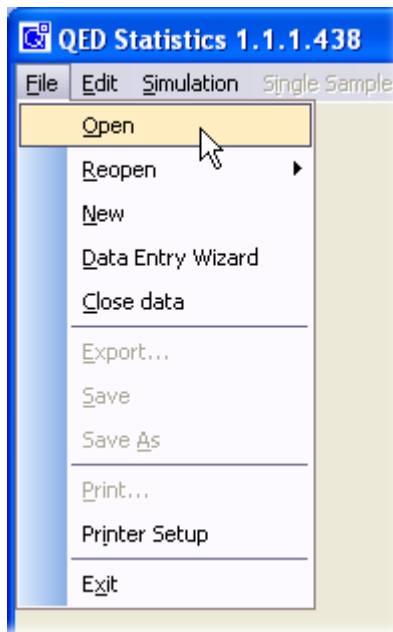 QED Statistics 1.1.1.438
File Edit Simulation Single Sample
Open
Reopen
New
Data Entry Wizard
Close data
Export...
Save
Save As
Print...
Printer Setup
Exit